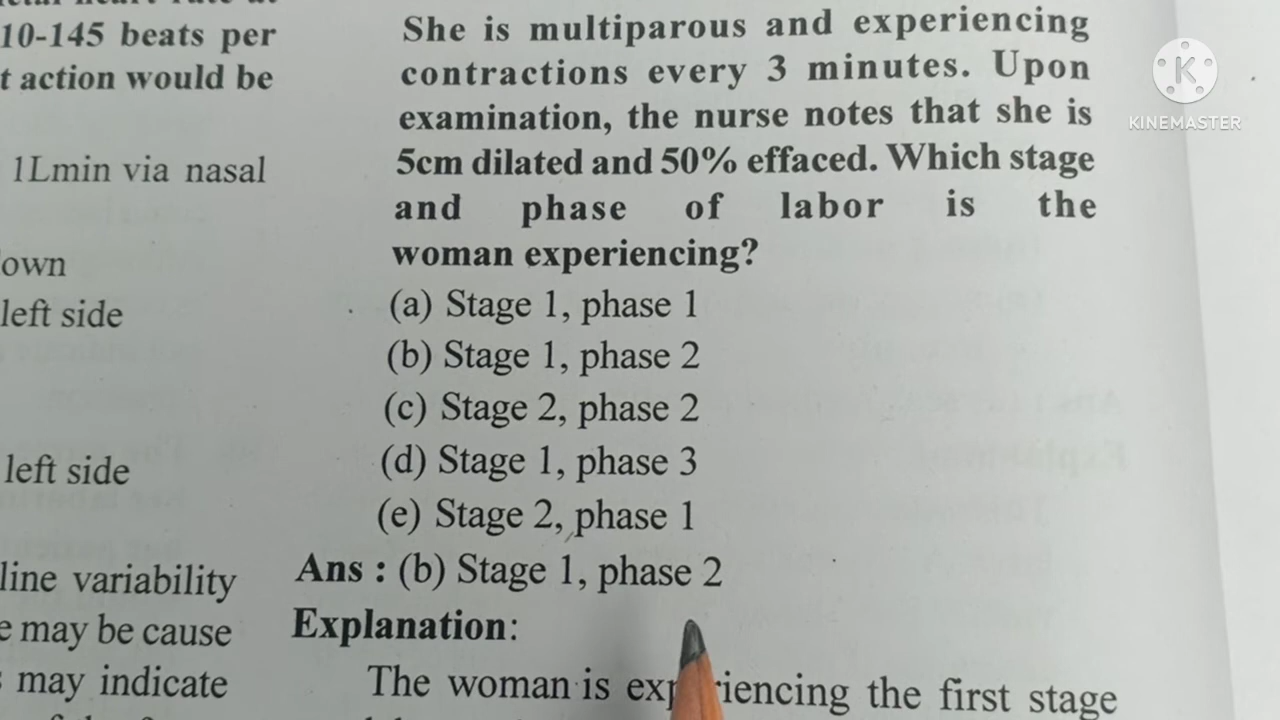 10-145 beats per
t action would be
1Lmin via nasal
own
left side
left side
line variability
e may be cause
may indicate
She is multiparous and experiencing
contractions every 3 minutes. Upon
examination, the nurse notes that she is
5cm dilated and 50% effaced. Which stage
and phase of labor is the
woman experiencing?
(a) Stage 1, phase 1
(b) Stage 1, phase 2
(c) Stage 2, phase 2
(d) Stage 1, phase 3
(e) Stage 2, phase 1
Ans : (b) Stage 1, phase 2
Explanation:
The woman is experiencing the first stage
K
KINEMASTER